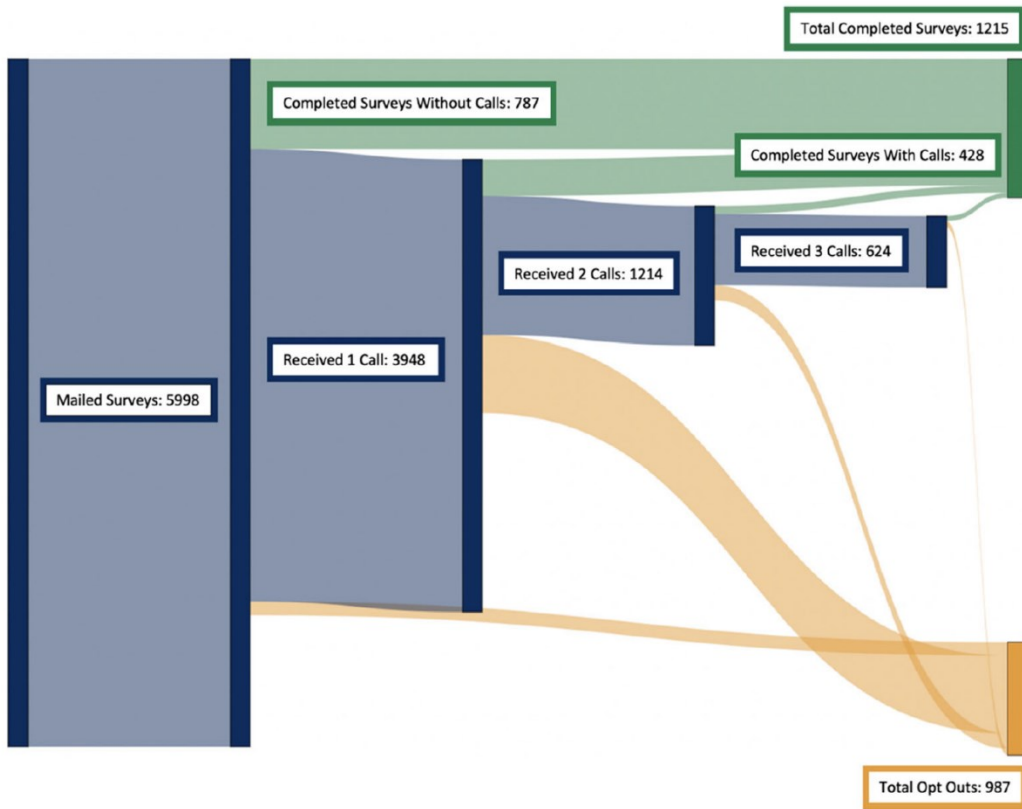 Total Completed Surveys: 1215
Completed Surveys Without Calls: 787
Completed Surveys With Calls: 428
Received 3 Calls: 624
Received 2 Calls: 1214
Received 1 Call: 3948
Mailed Surveys: 5998
Total Opt Outs: 987